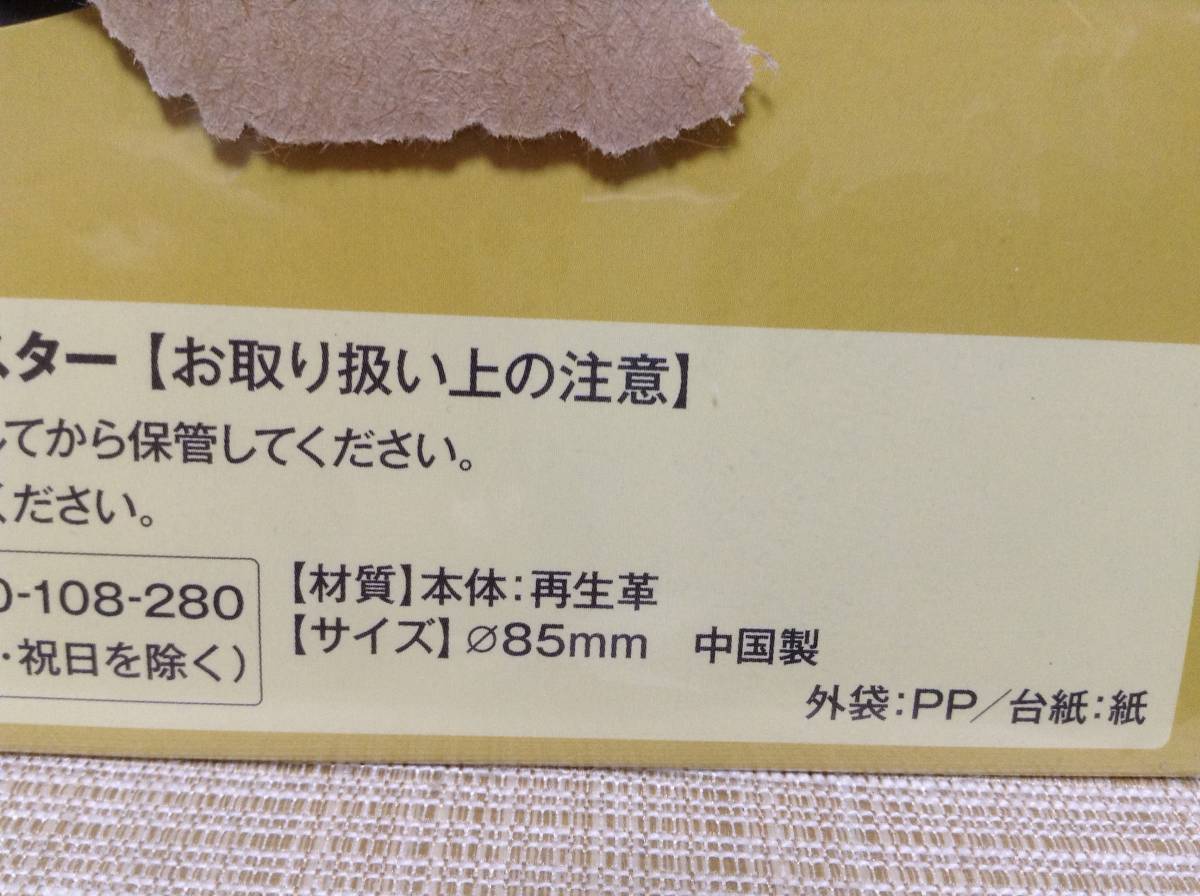 スター【お取り扱い上の注意】
してから保管してください。
ください。
0-108-280
・祝日を除く)
【材質】本体:再生革
【サイズ】⌀85mm 中国製
外袋:PP/台紙:紙